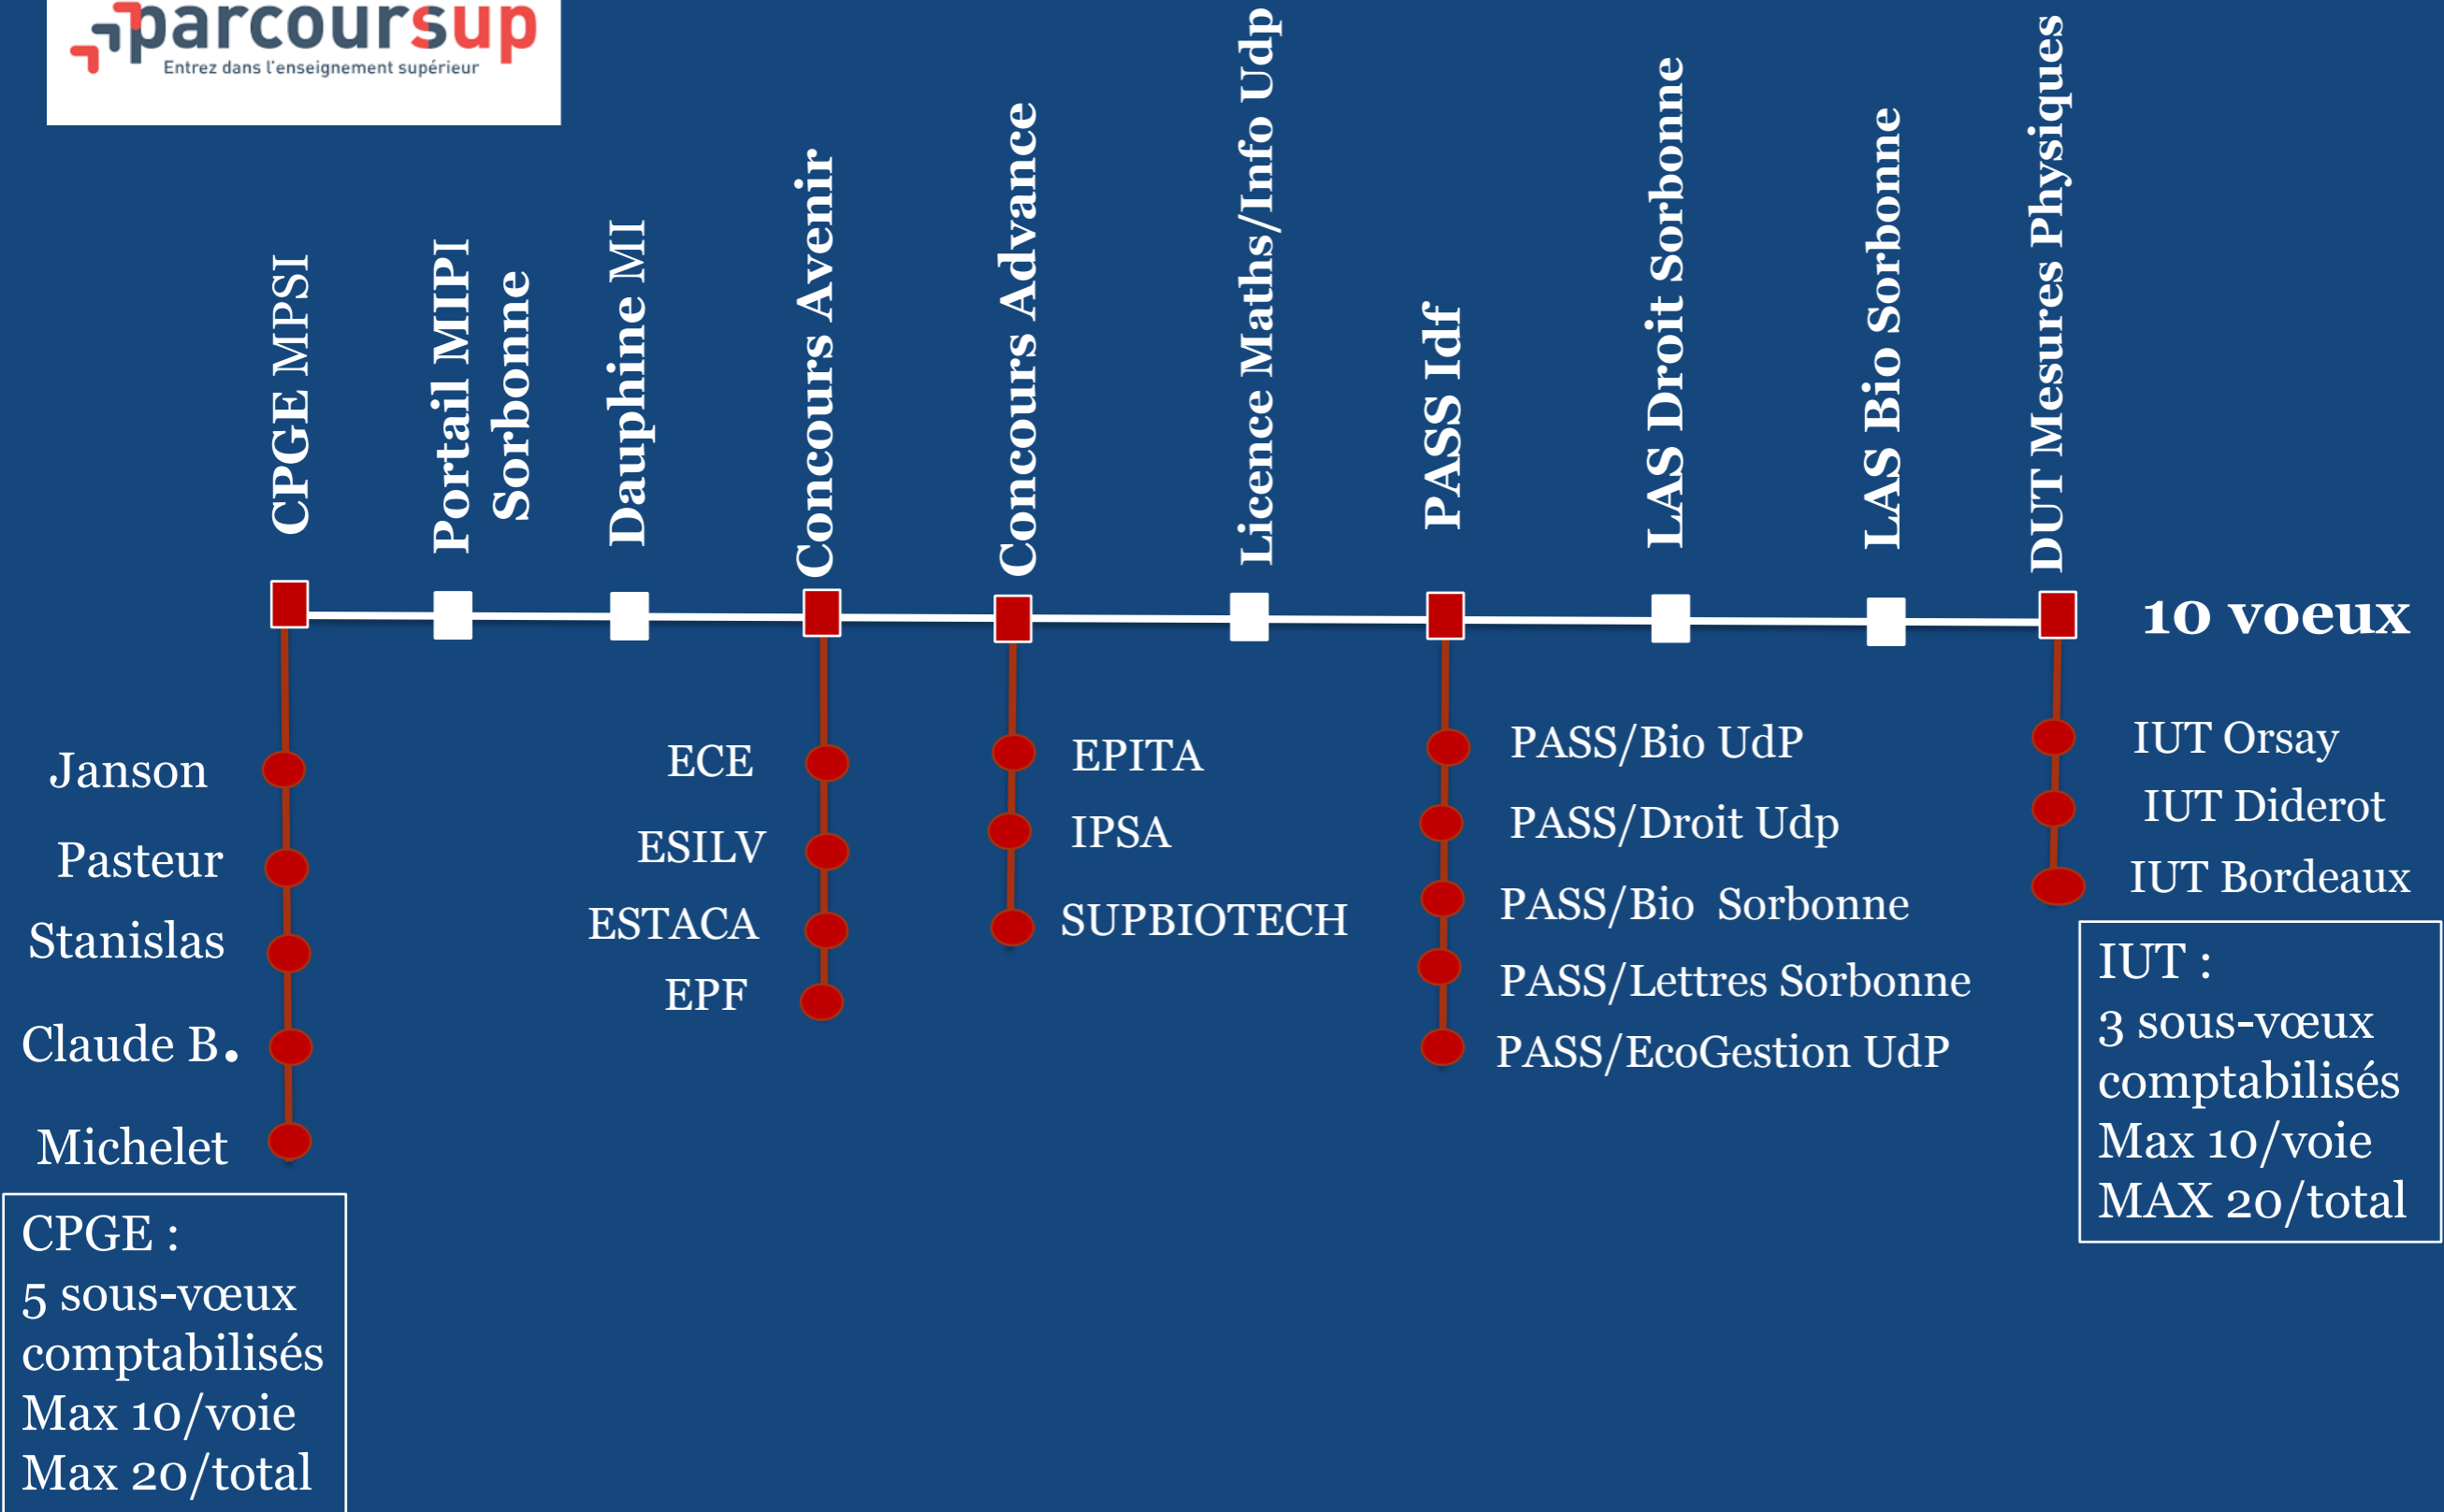 parcoursup
Entrez dans l'enseignement supérieur
CPGE MPSI
Portail MIPI
Sorbonne
Dauphine MI
Concours Avenir
Concours Advance
Licence Maths/Info Udp
PASS Idf
LAS Droit Sorbonne
LAS Bio Sorbonne
DUT Mesures Physiques
10 voeux
Janson
Pasteur
Stanislas
Claude B.
Michelet
CPGE :
5 sous-vœux
comptabilisés
Max 10/voie
Max 20/total
ECE
ESILV
ESTACA
EPF
EPITA
IPSA
SUPBIOTECH
PASS/Bio UdP
PASS/Droit Udp
PASS/Bio  Sorbonne
PASS/Lettres Sorbonne
PASS/EcoGestion UdP
IUT Orsay
IUT Diderot
IUT Bordeaux
IUT :
3 sous-vœux
comptabilisés
Max 10/voie
MAX 20/total